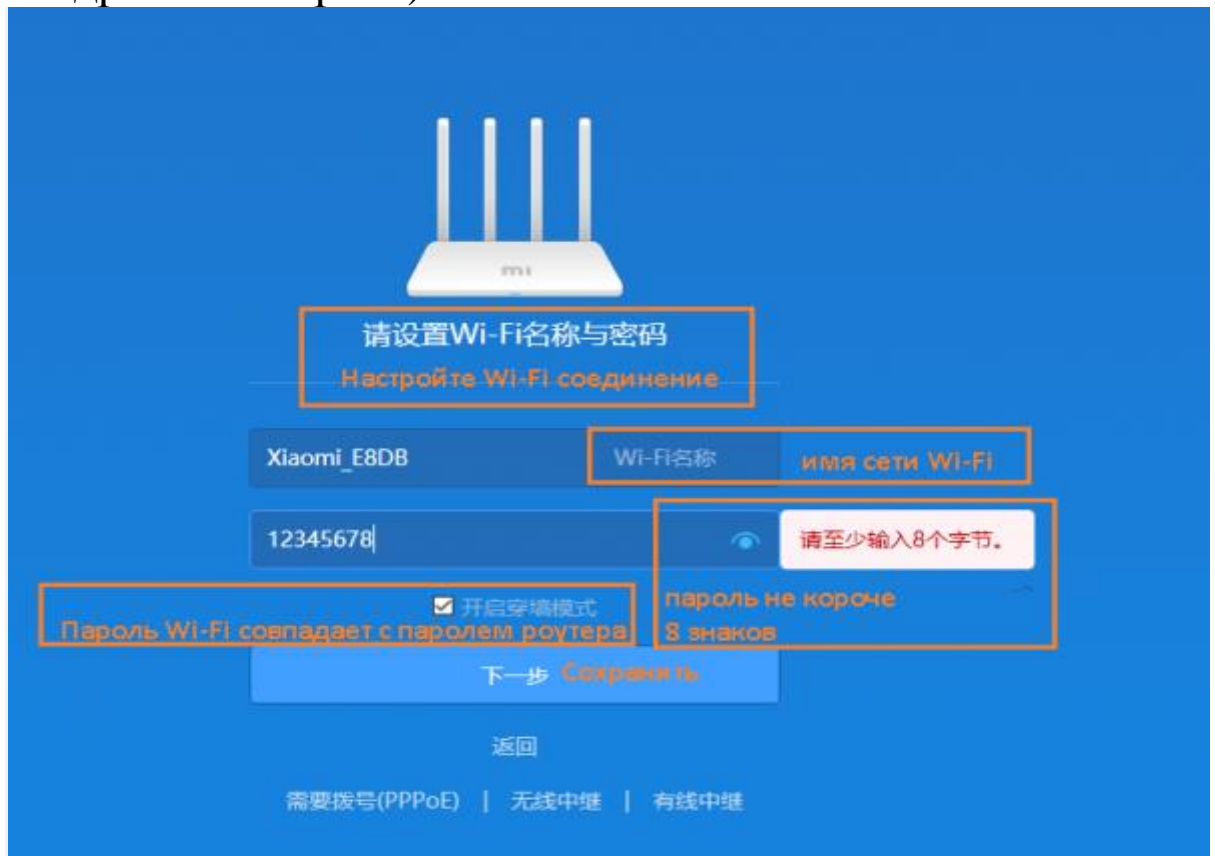 mi
请设置Wi-Fi名称与密码
Настройте Wi-Fi соединение
Xiaomi_E8DB Wi-Fi名称 имя сети Wi-Fi
12345678 请至少输入8个字节。
пароль не короче
8 знаков
开启穿墙模式
Пароль Wi-Fi совпадает с паролем роутера
下一步 Сохранить
返回
需要拨号(PPPoE) | 无线中继 | 有线中继